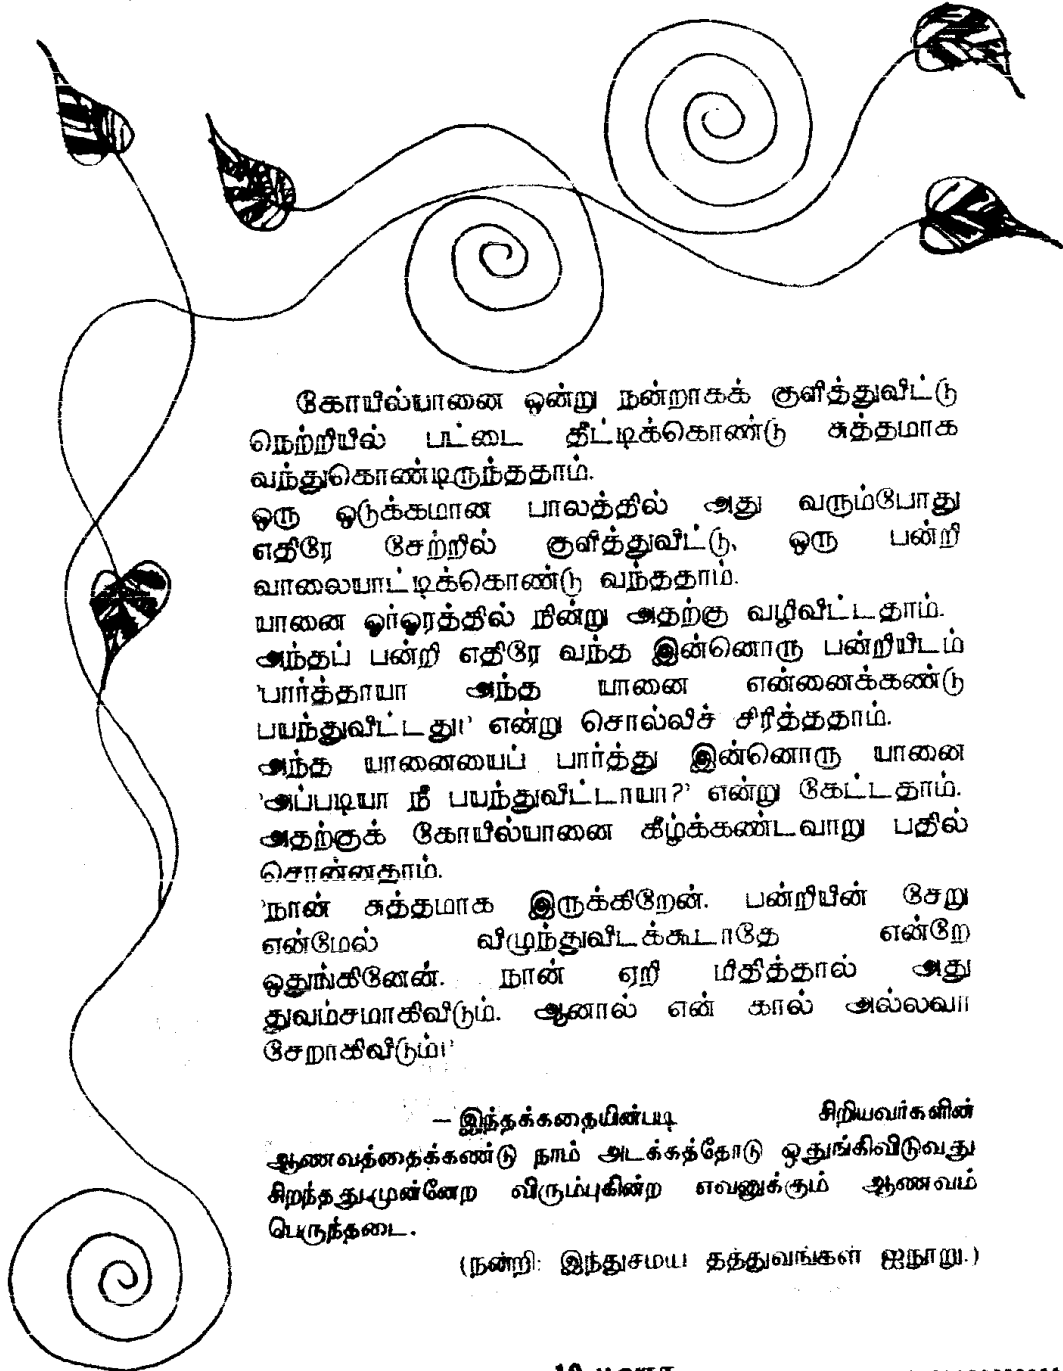 கோயில்யானை ஒன்று நன்றாகக் குளித்துவிட்டு
நெற்றியில் பட்டை தீட்டிக்கொண்டு சுத்தமாக
வந்துகொண்டிருந்ததாம்.
ஒரு ஒடுக்கமான பாலத்தில் அது வரும்போது
எதிரே சேற்றில் குளித்துவிட்டு, ஒரு பன்றி
வாலையாட்டிக்கொண்டு வந்ததாம்.
யானை ஓர்ஓரத்தில் நின்று அதற்கு வழிவிட்டதாம்.
அந்தப் பன்றி எதிரே வந்த இன்னொரு பன்றியிடம்
'பார்த்தாயா அந்த யானை என்னைக்கண்டு
பயந்துவிட்டது!' என்று சொல்லிச் சிரித்ததாம்.
அந்த யானையைப் பார்த்து இன்னொரு யானை
'அப்படியா நீ பயந்துவிட்டாயா?' என்று கேட்டதாம்.
அதற்குக் கோயில்யானை கீழ்க்கண்டவாறு பதில்
சொன்னதாம்.
'நான் சுத்தமாக இருக்கிறேன். பன்றியின் சேறு
என்மேல் விழுந்துவிடக்கூடாதே என்றே
ஒதுங்கினேன். நான் ஏறி மிதித்தால் அது
துவம்சமாகிவிடும். ஆனால் என் கால் அல்லவா
சேறாகிவிடும்!'
– இந்தக்கதையின்படி சிறியவர்களின்
ஆணவத்தைக்கண்டு நாம் அடக்கத்தோடு ஒதுங்கிவிடுவது
சிறந்தது-முன்னேற விரும்புகின்ற எவனுக்கும் ஆணவம்
பெருந்தடை.
(நன்றி: இந்துசமய தத்துவங்கள் ஐநூறு.)